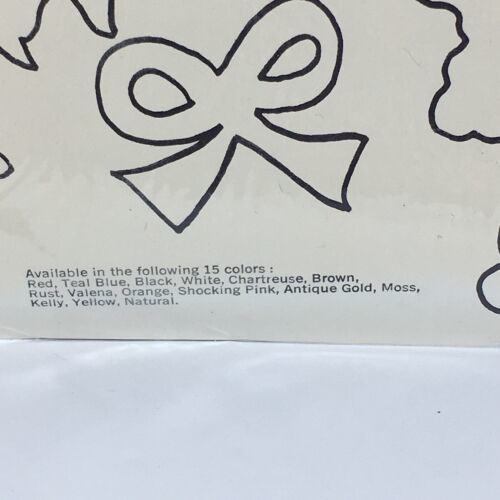 Available in the following 15 colors :
Red, Teal Blue, Black, White, Chartreuse, Brown,
Rust, Valena, Orange, Shocking Pink, Antique Gold, Moss,
Kelly, Yellow, Natural.